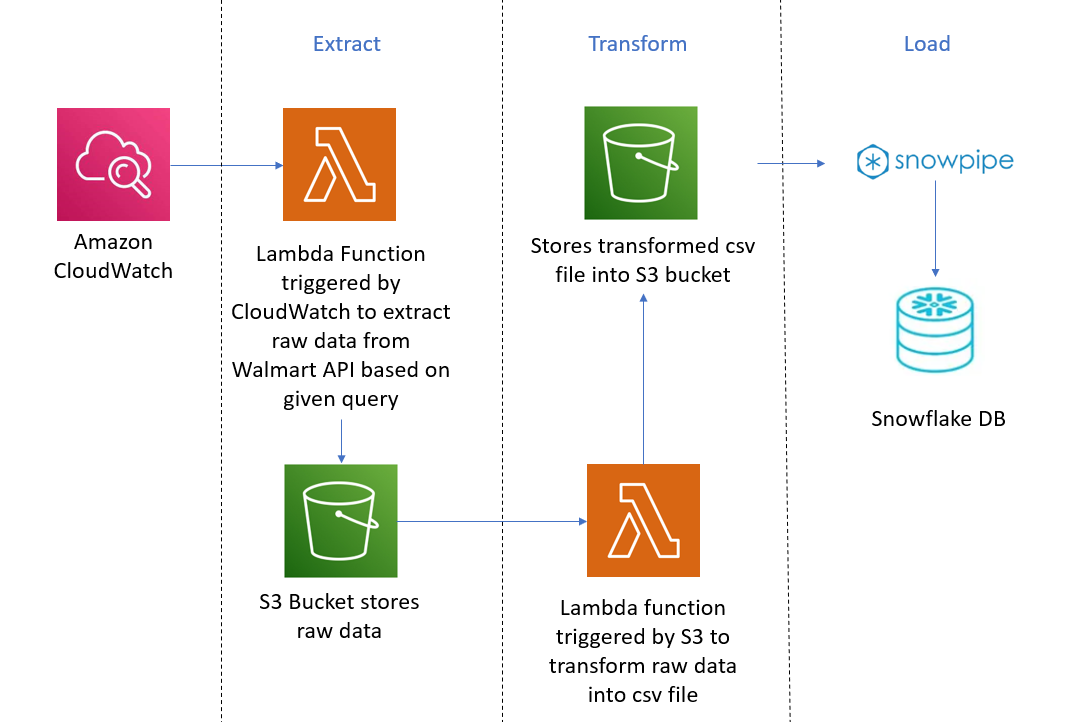 Extract
Transform
Load
Amazon
CloudWatch
Lambda Function
triggered by
CloudWatch to extract
raw data from
Walmart API based on
given query
S3 Bucket stores
raw data
Stores transformed csv
file into S3 bucket
Lambda function
triggered by S3 to
transform raw data
into csv file
snowpipe
Snowflake DB